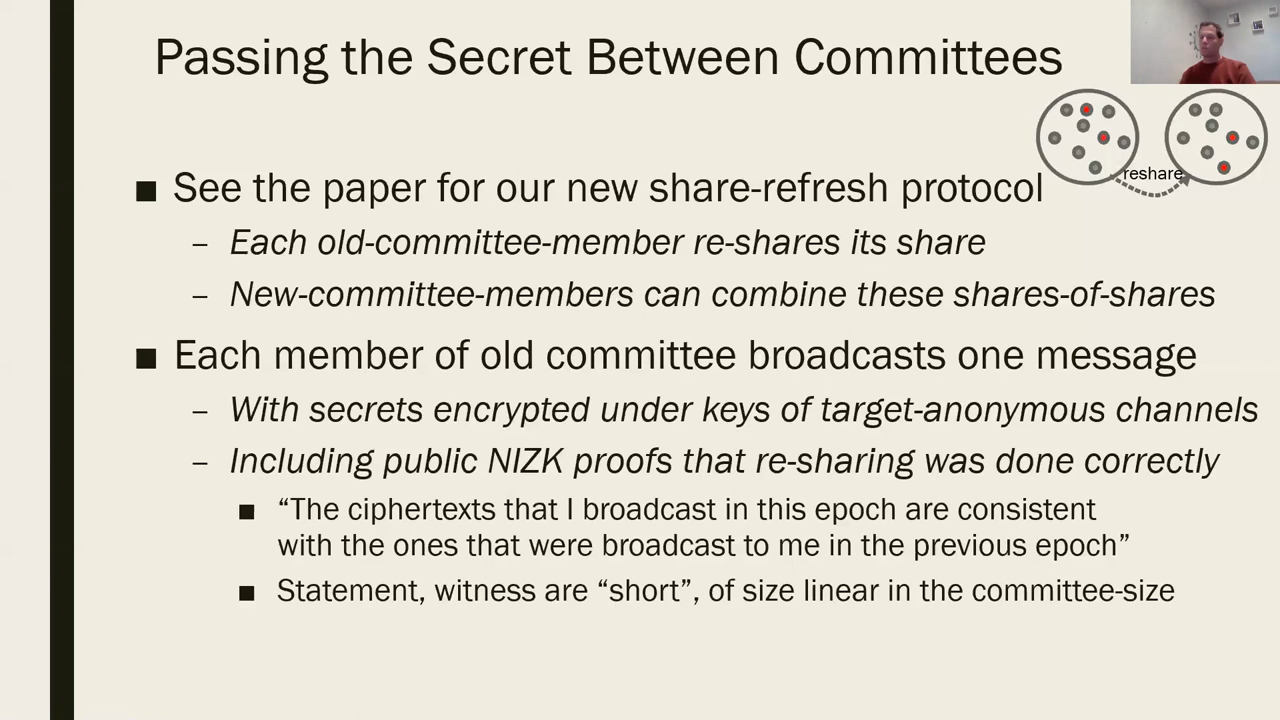 Passing the Secret Between Committees
reshare
■ See the paper for our new share-refresh protocol
– Each old-committee-member re-shares its share
– New-committee-members can combine these shares-of-shares
■ Each member of old committee broadcasts one message
– With secrets encrypted under keys of target-anonymous channels
– Including public NIZK proofs that re-sharing was done correctly
■ “The ciphertexts that I broadcast in this epoch are consistent
with the ones that were broadcast to me in the previous epoch”
■ Statement, witness are “short”, of size linear in the committee-size